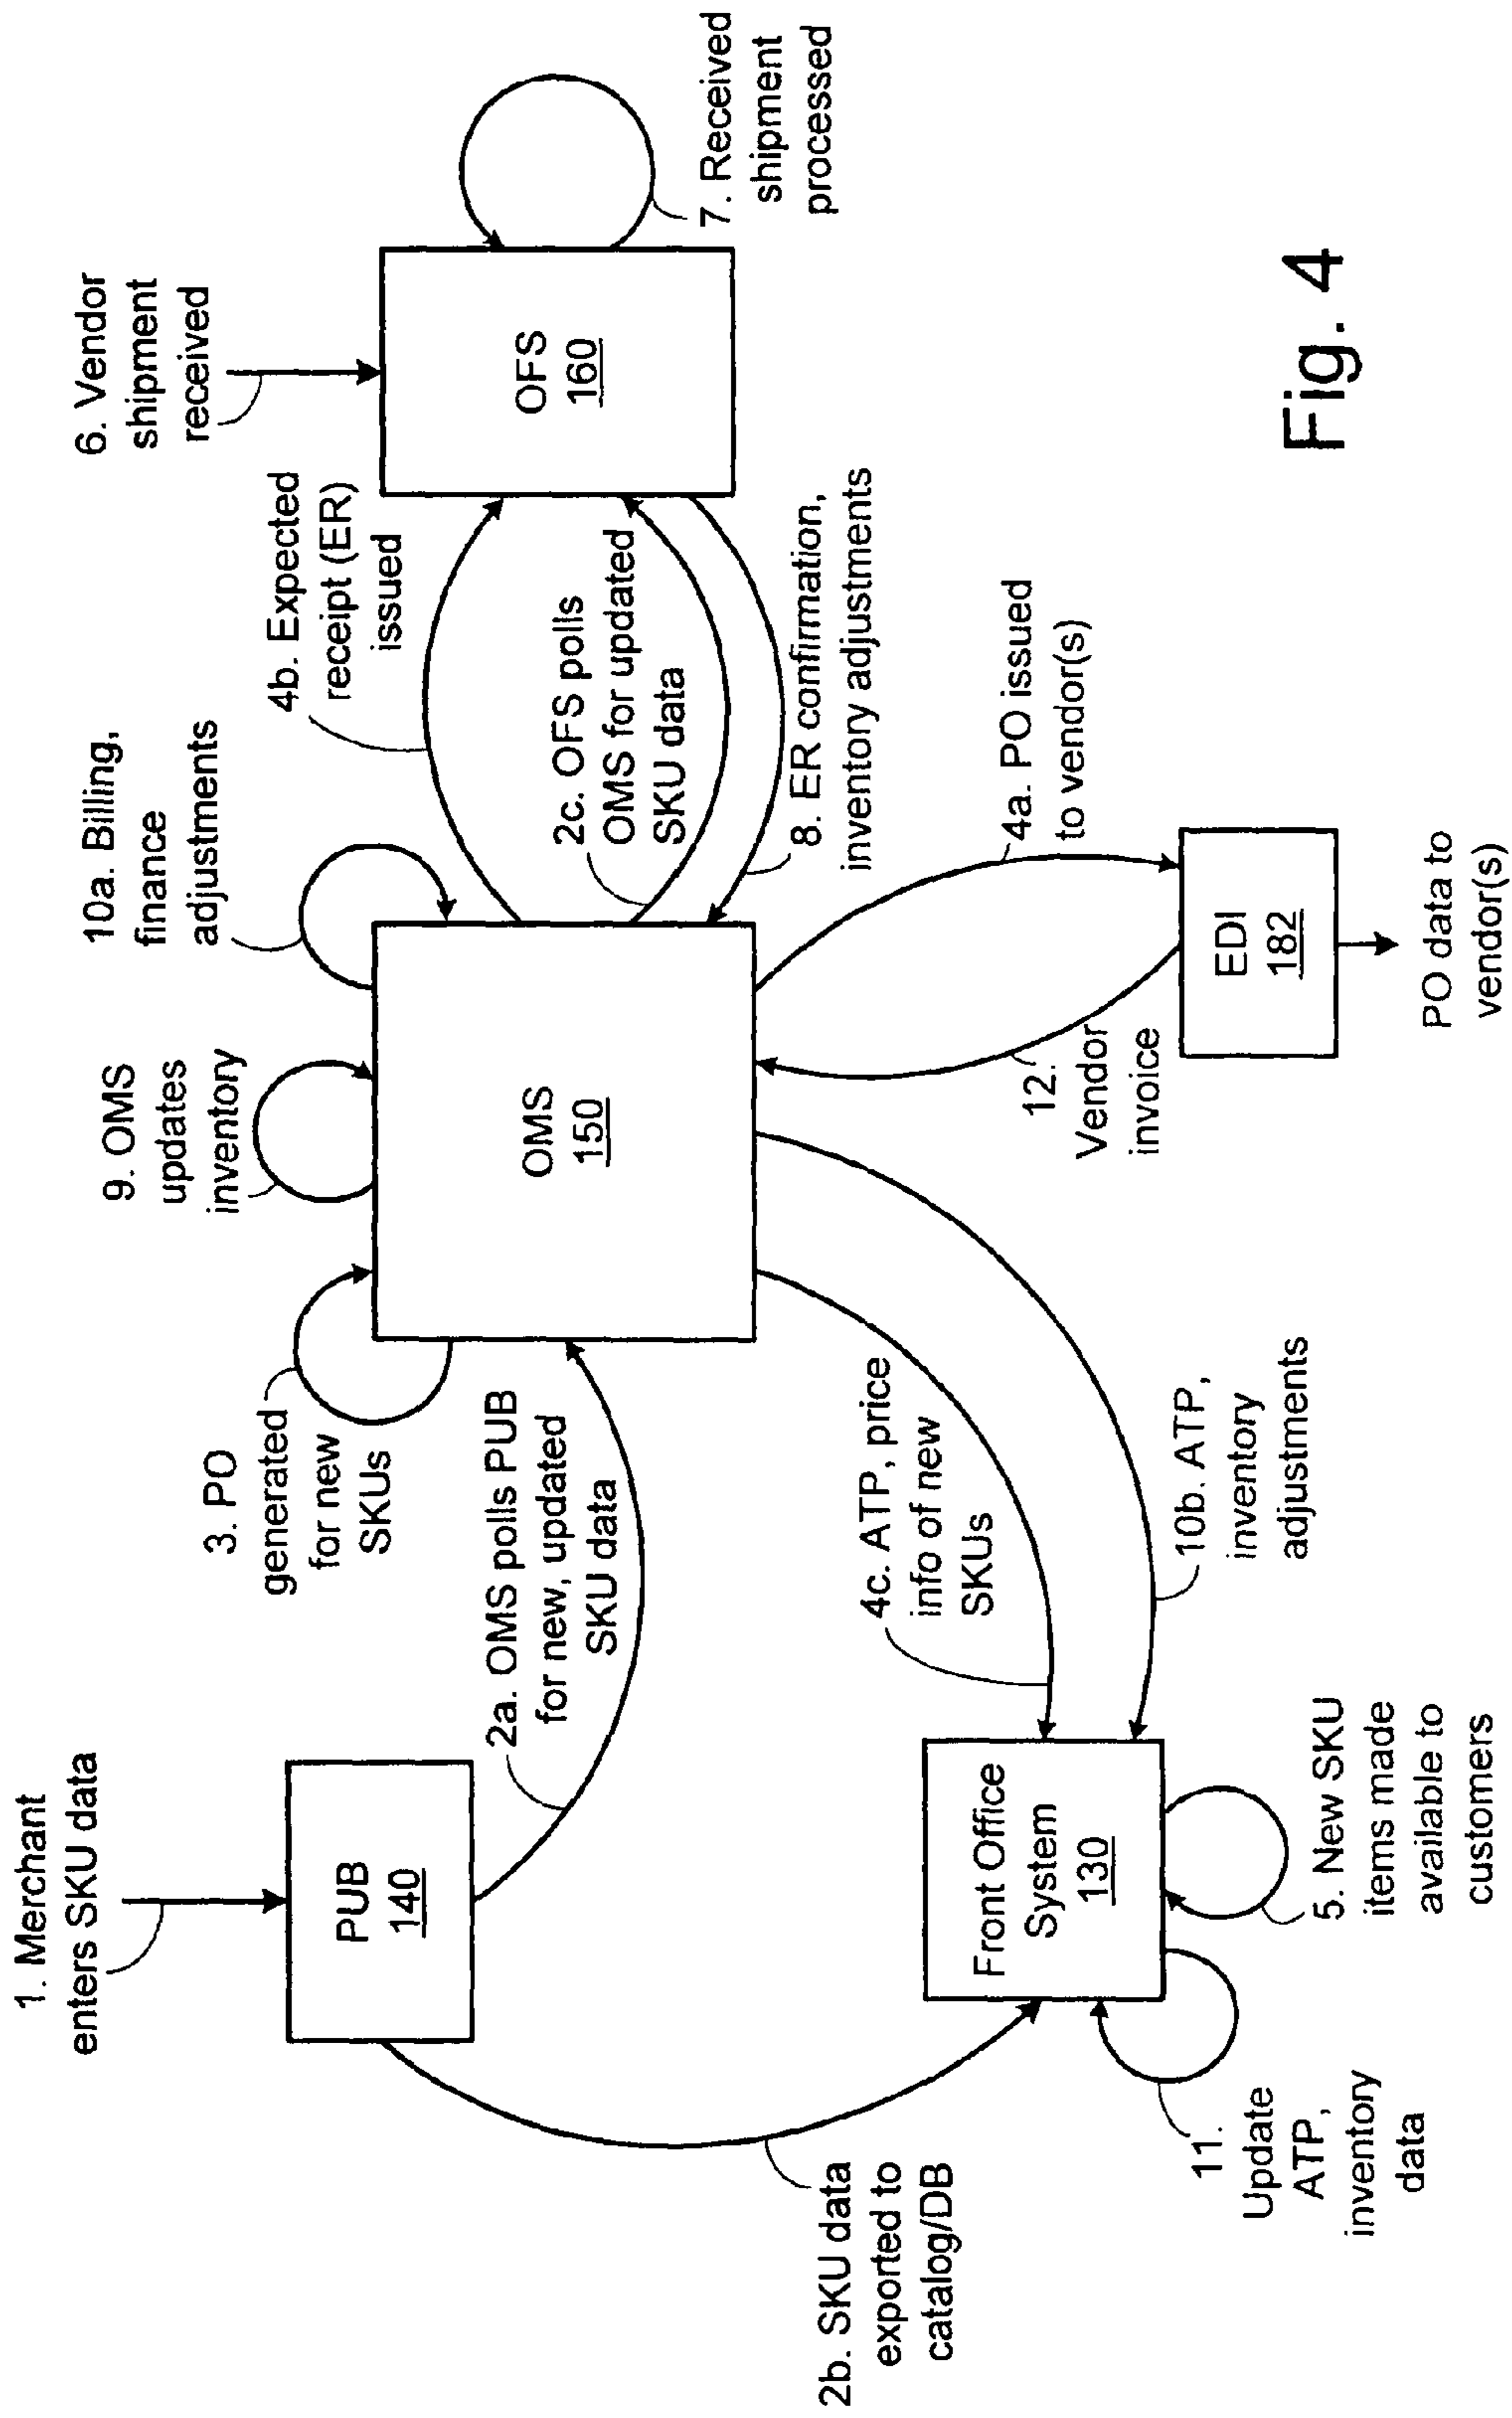 1. Merchant
enters SKU data
PUB
140
2a. OMS polls PUB
for new, updated
SKU data
2b. SKU data
exported to
catalog/DB
3. PO
generated
for new
SKUs
9. OMS
updates
inventory
10a. Billing,
finance
adjustments
OMS
150
4b. Expected
receipt (ER)
issued
2c. OFS polls
OMS for updated
SKU data
8. ER confirmation,
inventory adjustments
6. Vendor
shipment
received
OFS
160
7. Received
shipment
processed
4c. ATP, price
info of new
SKUs
10b. ATP,
inventory
adjustments
12.
Vendor
invoice
4a. PO issued
to vendor(s)
EDI
182
PO data to
vendor(s)
Front Office
System
130
11.
Update
ATP,
inventory
data
5. New SKU
items made
available to
customers
Fig. 4